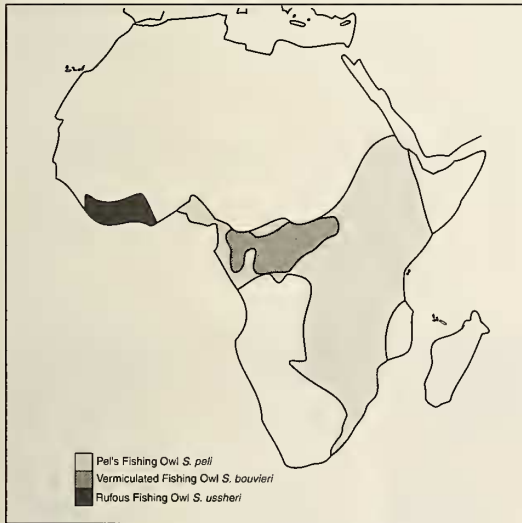 Pel's Fishing Owl S. peli
Vermiculated Fishing Owl S. bouvieri
Rufous Fishing Owl S. ussheri